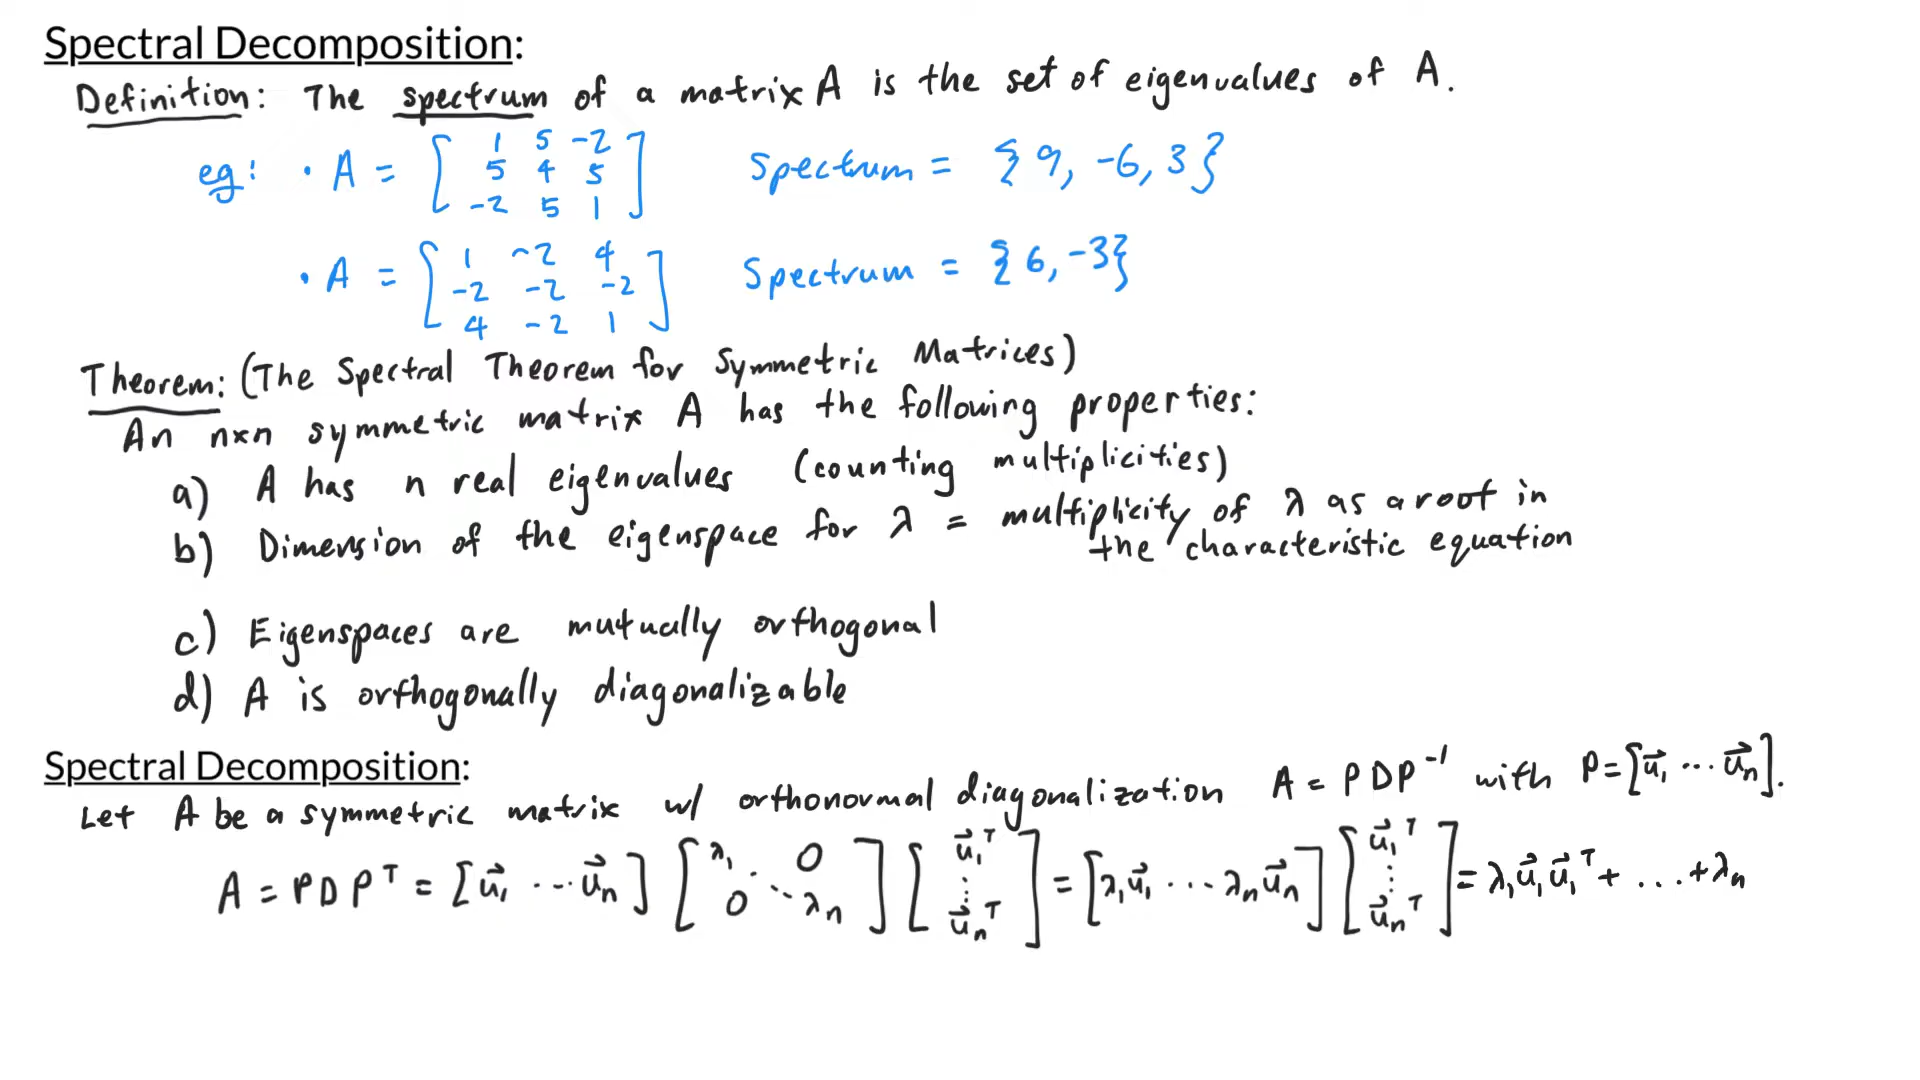 Spectral Decomposition:
Definition: The spectrum of a matrix A is the set of eigenvalues of A.
eg: • A = [1 5 -2; 5 4 5; -2 5 1] Spectrum = {9, -6, 3}
• A = [1 -2 4; -2 -2 -2; 4 -2 1] Spectrum = {6, -3}
Theorem: (The Spectral Theorem for Symmetric Matrices)
An n×n symmetric matrix A has the following properties:
a) A has n real eigenvalues (counting multiplicities)
b) Dimension of the eigenspace for λ = multiplicity of λ as a root in
the characteristic equation
c) Eigenspaces are mutually orthogonal
d) A is orthogonally diagonalizable
Spectral Decomposition:
Let A be a symmetric matrix w/ orthonormal diagonalization A = PDP⁻¹ with P = [u⃗₁ ⋯ u⃗ₙ].
A = PDPᵀ = [u⃗₁ ⋯ u⃗ₙ] [λ₁ 0; ⋱; 0 λₙ] [u⃗₁ᵀ; ⋮; u⃗ₙᵀ] = [λ₁u⃗₁ ⋯ λₙu⃗ₙ] [u⃗₁ᵀ; ⋮; u⃗ₙᵀ] = λ₁u⃗₁u⃗₁ᵀ + ... + λₙ